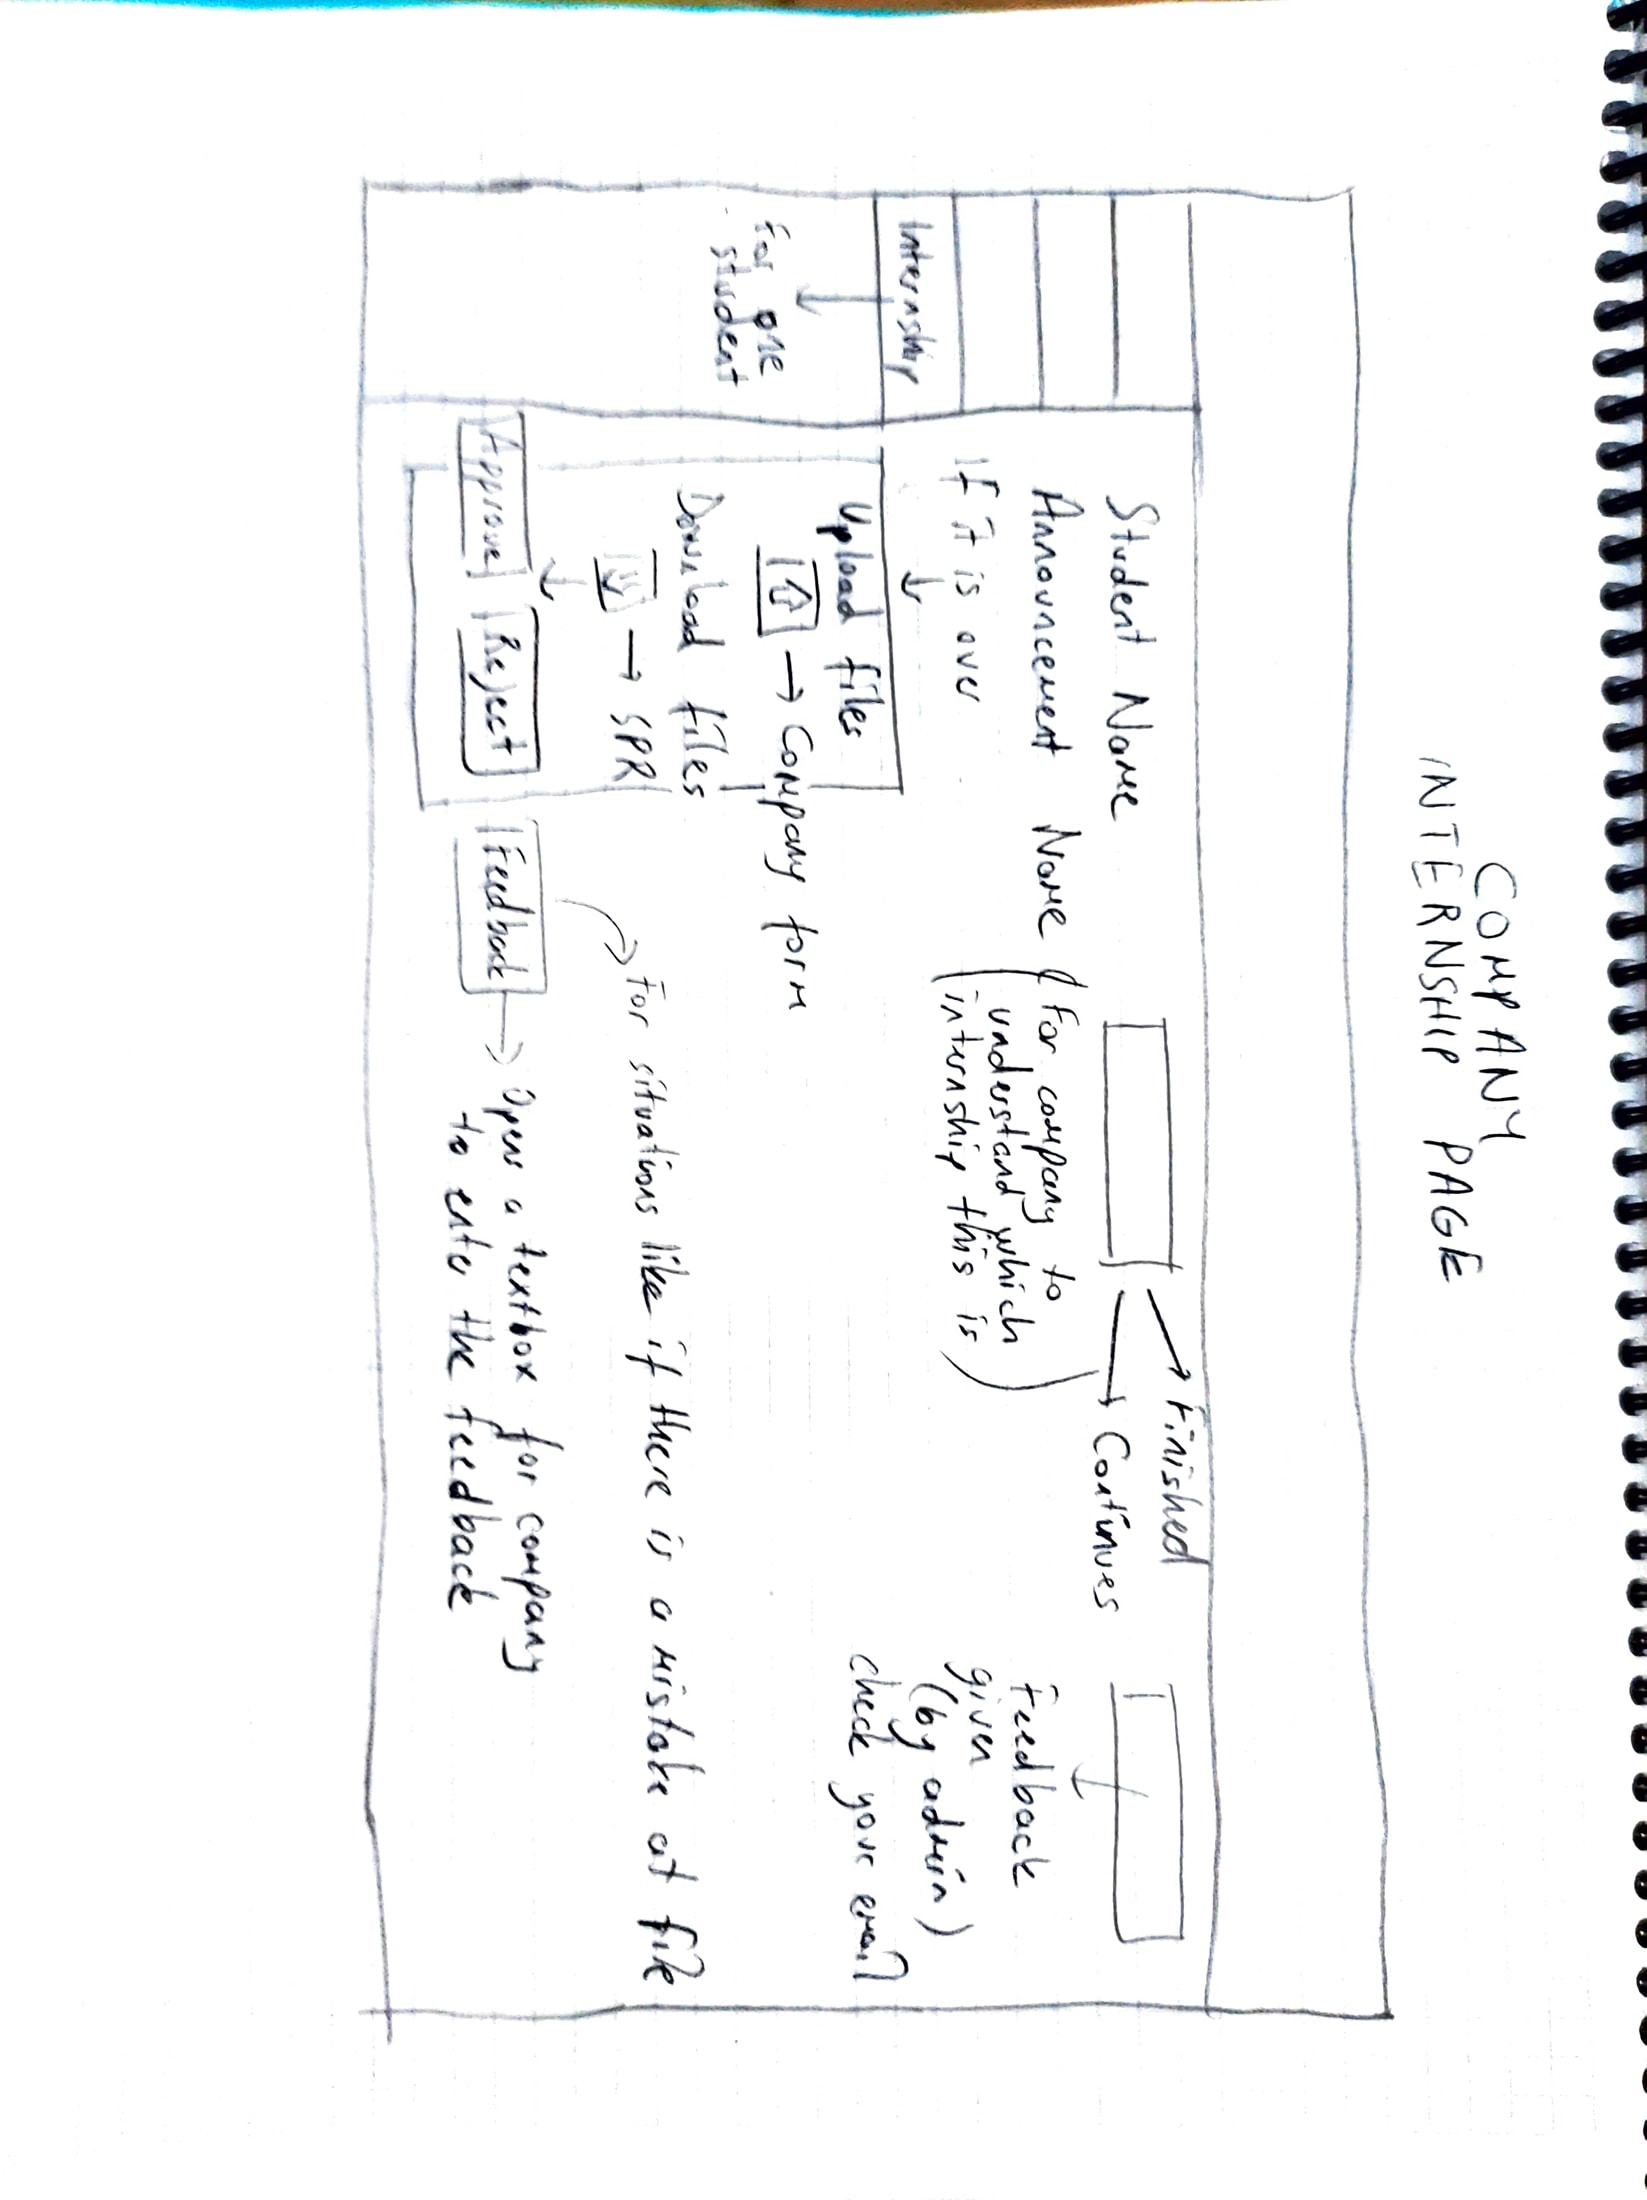 COMPANY
INTERNSHIP PAGE
Student Name
Finished
Continues
Announcement Name
(For company to
understand which
internship this is)
Feedback
given
(by admin)
check your email
If it is over
Internship
For one
student
Upload files
Company form
Download files
SPR
For situations like if there is a mistake at file
Approve Reject Feedback
Opens a textbox for company
to enter the feedback